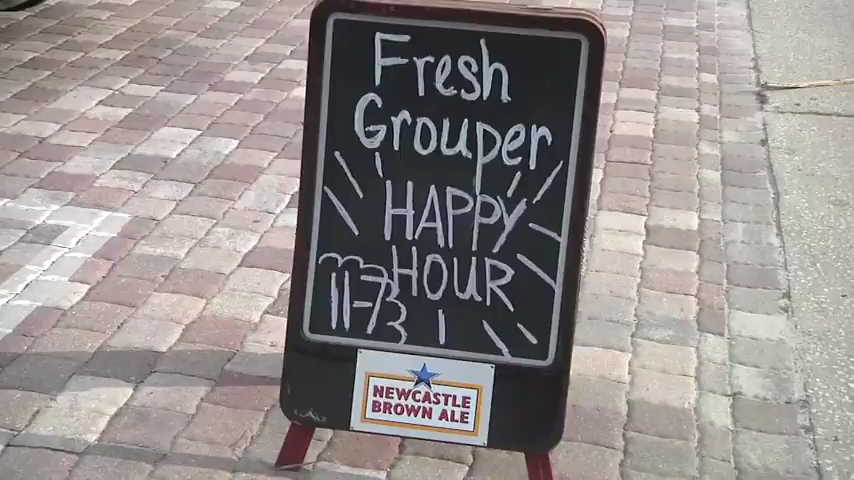 Fresh
Grouper
HAPPY
HOUR
11-7
NEWCASTLE
BROWN ALE